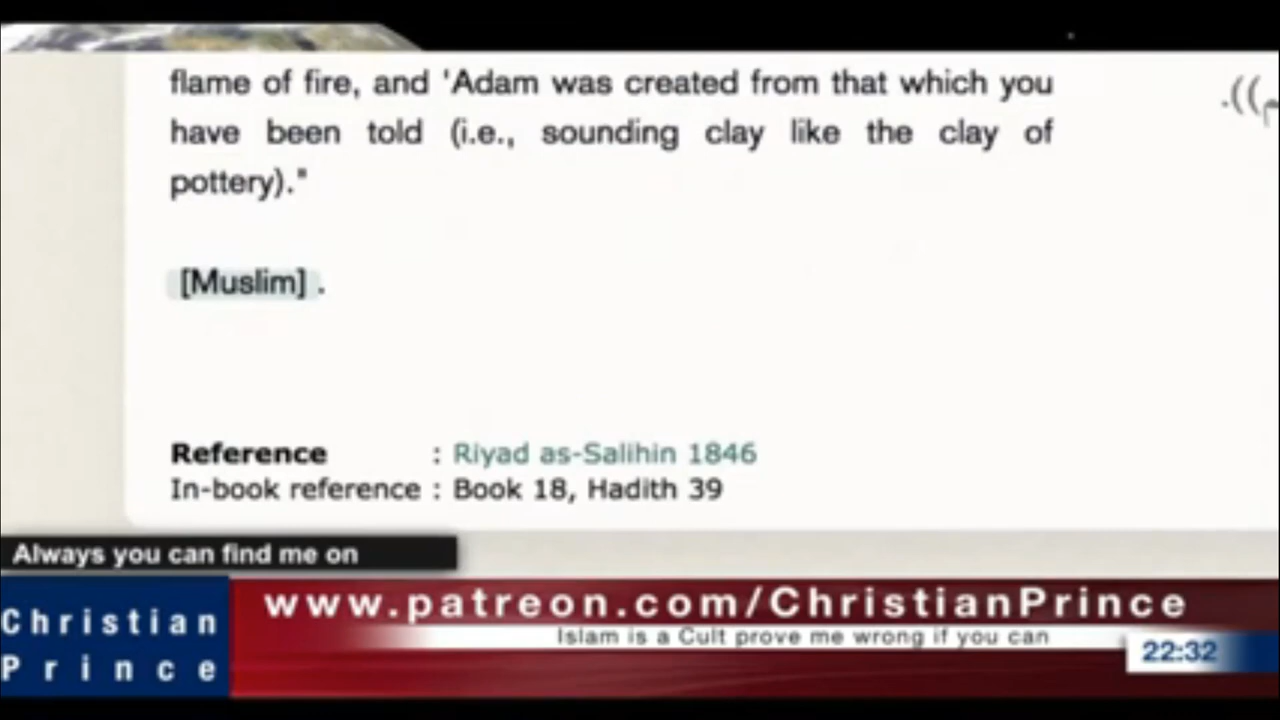 flame of fire, and 'Adam was created from that which you
have been told (i.e., sounding clay like the clay of
pottery)."
[Muslim] .
Reference : Riyad as-Salihin 1846
In-book reference : Book 18, Hadith 39
Always you can find me on
www.patreon.com/ChristianPrince
Christian
Prince
Islam is a Cult prove me wrong if you can
22:32